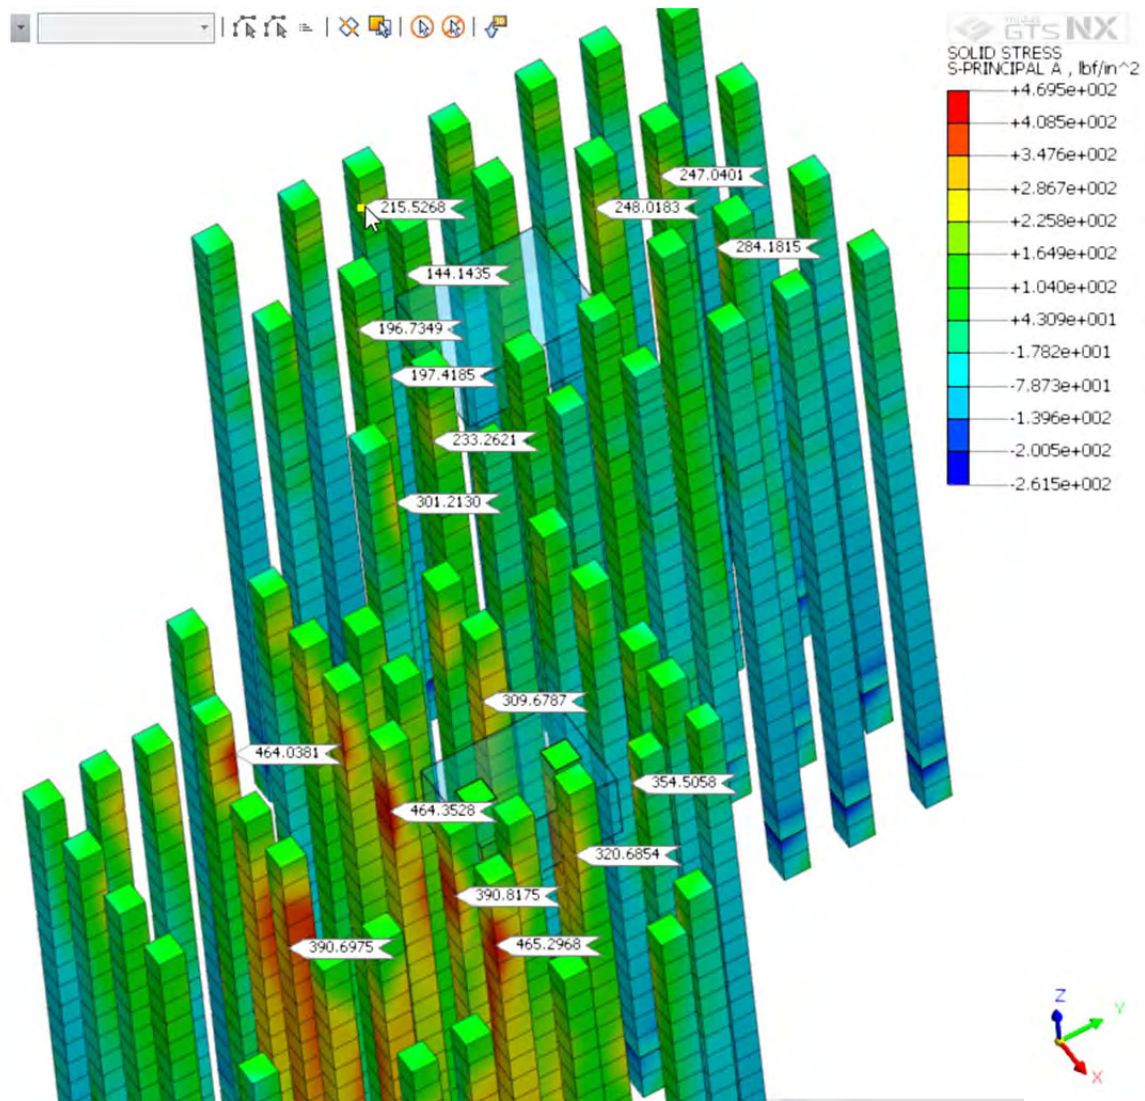 GTS NX
SOLID STRESS
S-PRINCIPAL A , lbf/in^2
+4.695e+002
+4.085e+002
+3.476e+002
+2.867e+002
+2.258e+002
+1.649e+002
+1.040e+002
+4.309e+001
-1.782e+001
-7.873e+001
-1.396e+002
-2.005e+002
-2.615e+002
247.0401
215.5268
248.0183
284.1815
144.1435
196.7349
197.4185
233.2621
301.2130
309.6787
464.0381
354.5058
464.3528
320.6854
390.8175
390.6975
465.2968
Z
Y
X